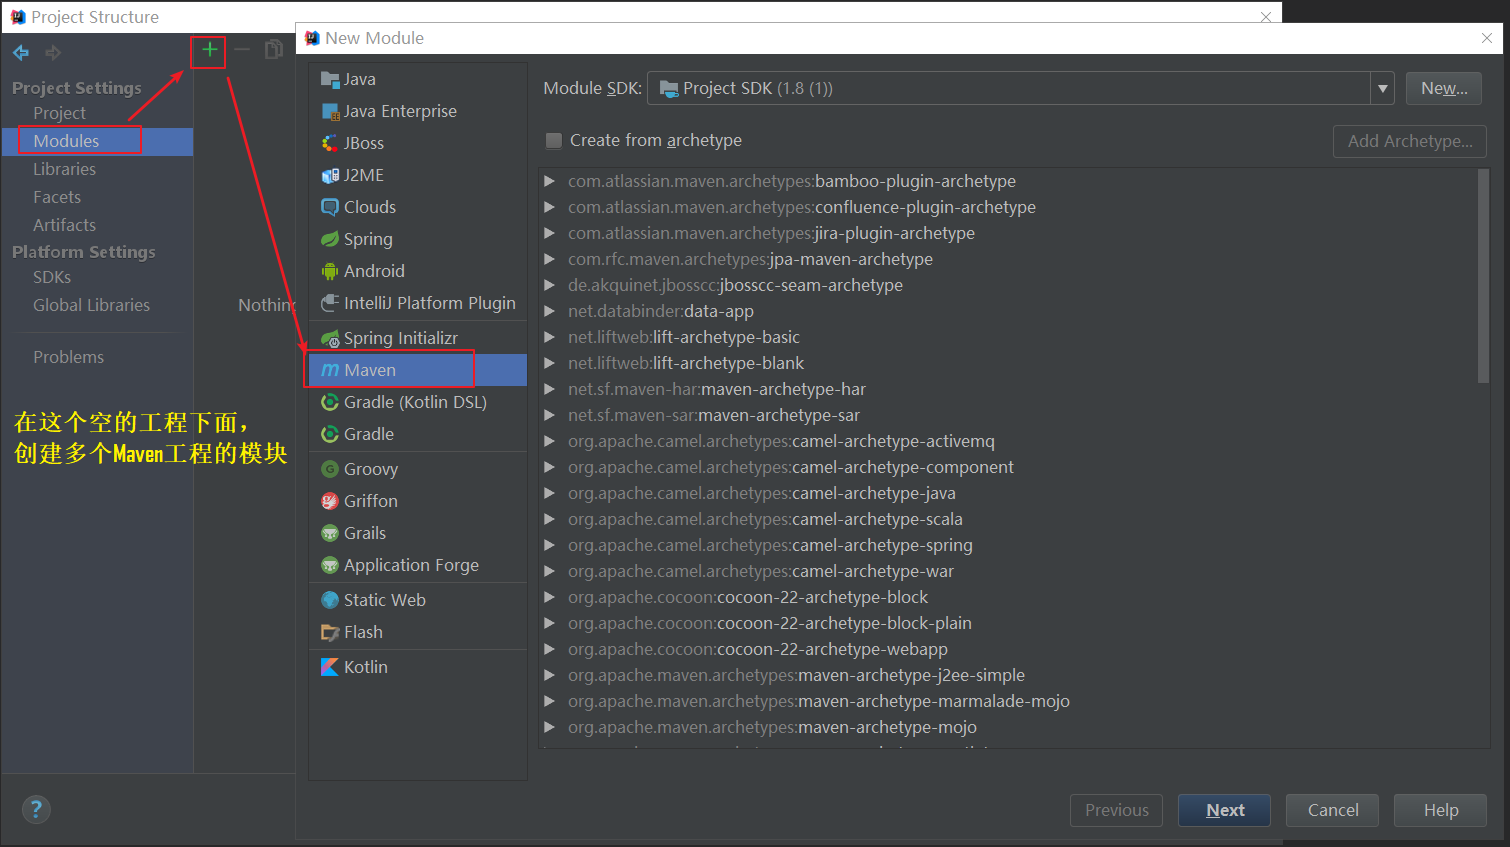 Project Structure
New Module
Project Settings
Project
Modules
Libraries
Facets
Artifacts
Platform Settings
SDKs
Global Libraries
Problems
Nothin
在这个空的工程下面，
创建多个Maven工程的模块
Java
Java Enterprise
JBoss
J2ME
Clouds
Spring
Android
IntelliJ Platform Plugin
Spring Initializr
Maven
Gradle (Kotlin DSL)
Gradle
Groovy
Griffon
Grails
Application Forge
Static Web
Flash
Kotlin
Module SDK: Project SDK (1.8 (1)) New...
Create from archetype Add Archetype...
com.atlassian.maven.archetypes:bamboo-plugin-archetype
com.atlassian.maven.archetypes:confluence-plugin-archetype
com.atlassian.maven.archetypes:jira-plugin-archetype
com.rfc.maven.archetypes:jpa-maven-archetype
de.akquinet.jbosscc:jbosscc-seam-archetype
net.databinder:data-app
net.liftweb:lift-archetype-basic
net.liftweb:lift-archetype-blank
net.sf.maven-har:maven-archetype-har
net.sf.maven-sar:maven-archetype-sar
org.apache.camel.archetypes:camel-archetype-activemq
org.apache.camel.archetypes:camel-archetype-component
org.apache.camel.archetypes:camel-archetype-java
org.apache.camel.archetypes:camel-archetype-scala
org.apache.camel.archetypes:camel-archetype-spring
org.apache.camel.archetypes:camel-archetype-war
org.apache.cocoon:cocoon-22-archetype-block
org.apache.cocoon:cocoon-22-archetype-block-plain
org.apache.cocoon:cocoon-22-archetype-webapp
org.apache.maven.archetypes:maven-archetype-j2ee-simple
org.apache.maven.archetypes:maven-archetype-marmalade-mojo
org.apache.maven.archetypes:maven-archetype-mojo
? Previous Next Cancel Help